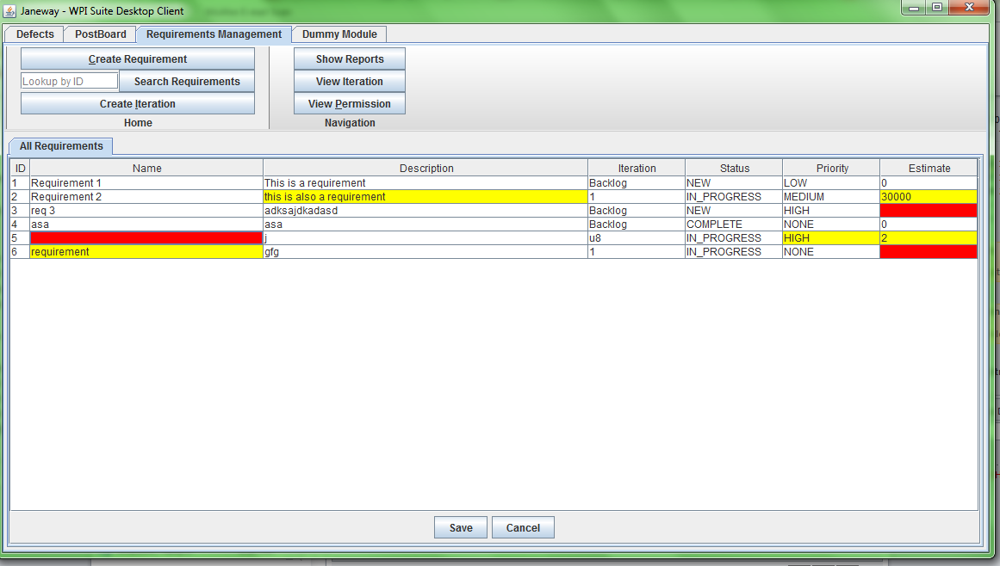 Janeway - WPI Suite Desktop Client
Defects PostBoard Requirements Management Dummy Module
Create Requirement Show Reports
Lookup by ID Search Requirements View Iteration
Create Iteration View Permission
Home Navigation
All Requirements
ID Name Description Iteration Status Priority Estimate
1 Requirement 1 This is a requirement Backlog NEW LOW 0
2 Requirement 2 this is also a requirement 1 IN_PROGRESS MEDIUM 30000
3 req 3 adksajdkadasd Backlog NEW HIGH
4 asa asa Backlog COMPLETE NONE 0
5 j u8 IN_PROGRESS HIGH 2
6 requirement gfg 1 IN_PROGRESS NONE
Save Cancel